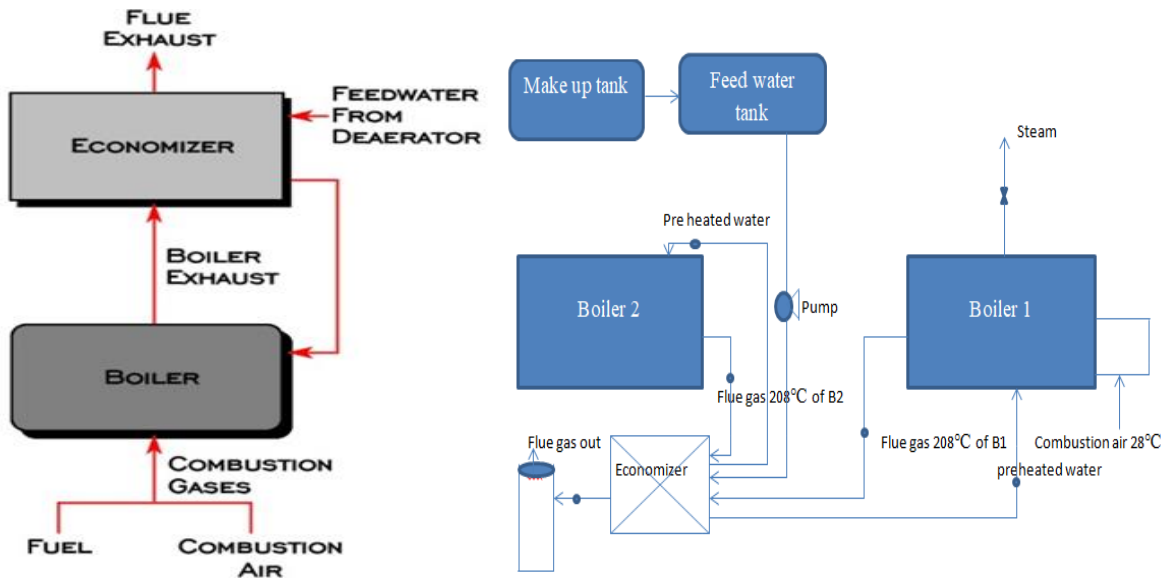 FLUE
EXHAUST
ECONOMIZER
FEEDWATER
FROM
DEAERATOR
BOILER
EXHAUST
BOILER
COMBUSTION
GASES
FUEL
COMBUSTION
AIR
Make up tank
Feed water
tank
Steam
Pre heated water
Boiler 2
Pump
Boiler 1
Flue gas 208℃ of B2
Flue gas out
Economizer
Flue gas 208℃ of B1
Combustion air 28℃
preheated water